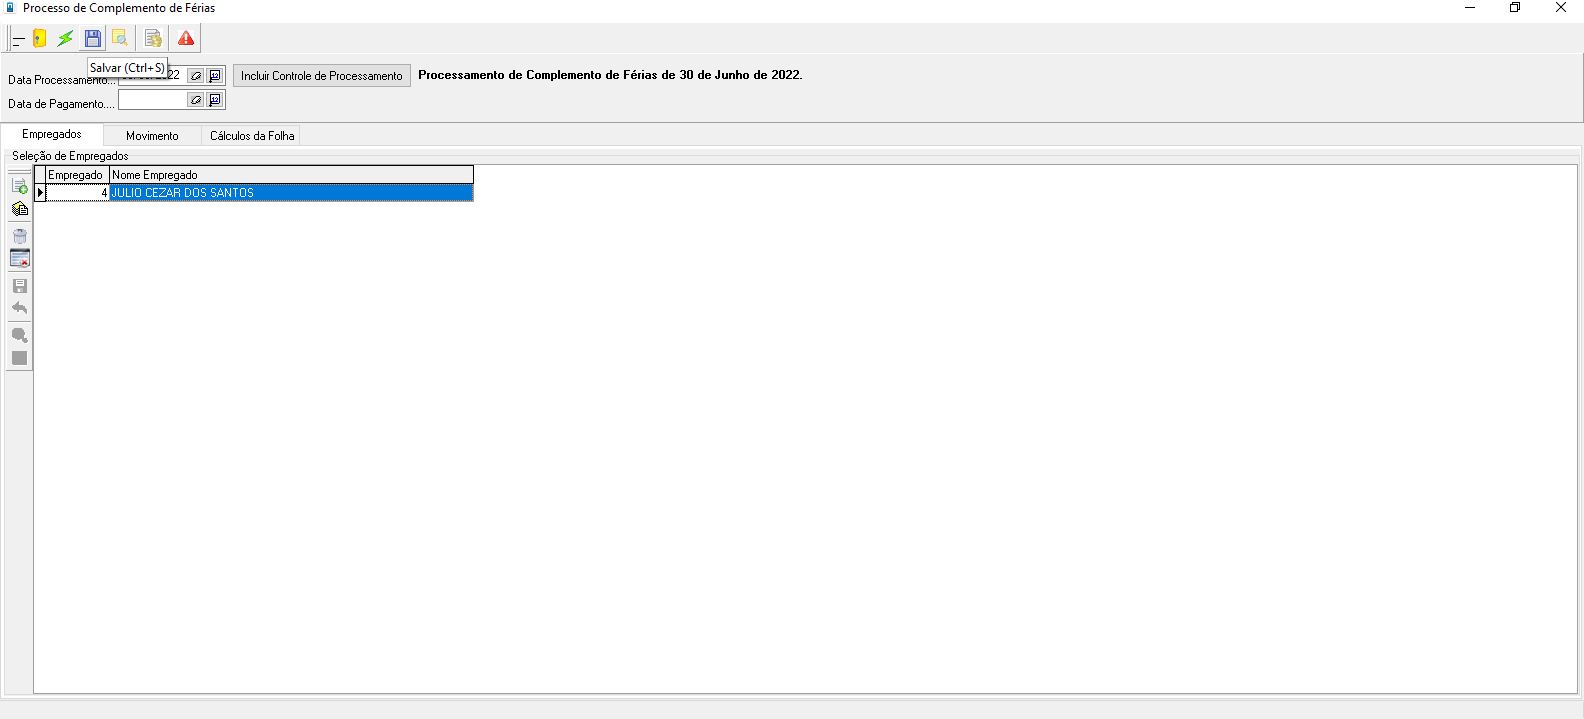 Processo de Complemento de Férias
Salvar (Ctrl+S)
Data Processamento... 22 Incluir Controle de Processamento Processamento de Complemento de Férias de 30 de Junho de 2022.
Data de Pagamento....
Empregados Movimento Cálculos da Folha
Seleção de Empregados
Empregado Nome Empregado
4 JULIO CEZAR DOS SANTOS